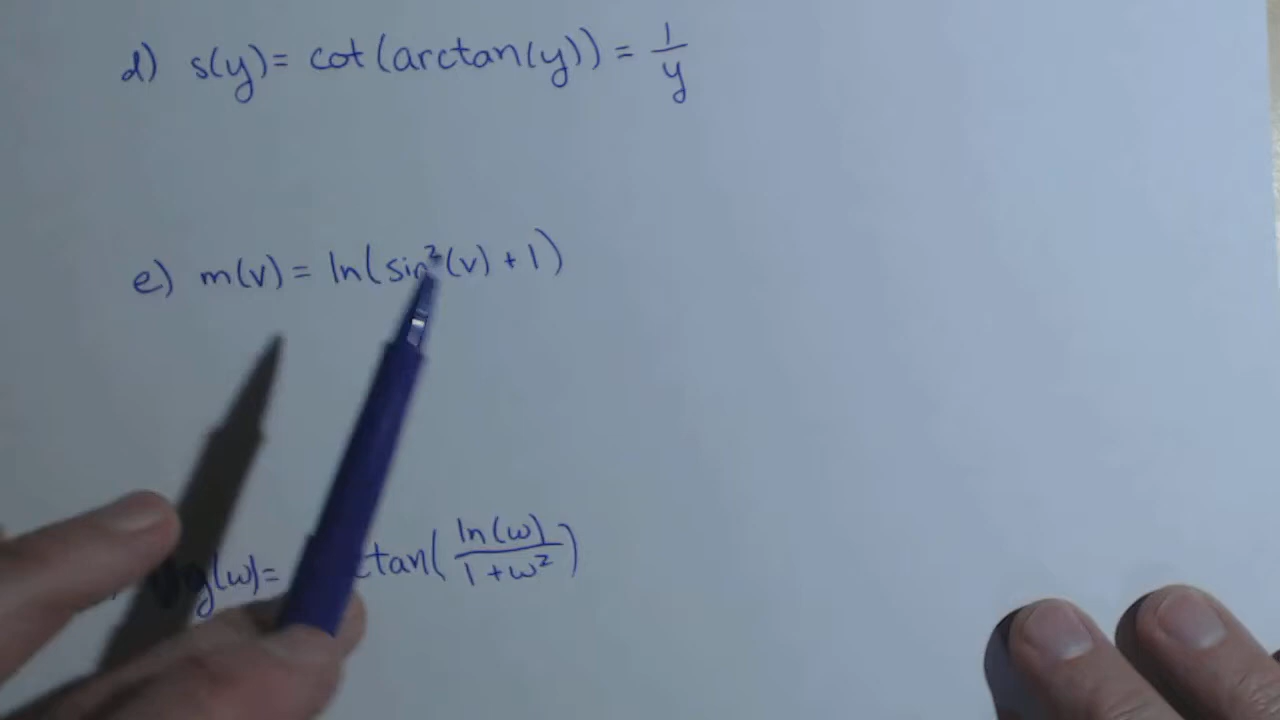 d) s(y) = cot(arctan(y)) = 1/y
e) m(v) = ln(sin²(v) + 1)
g(w) = tan(ln(w)/(1+w²))